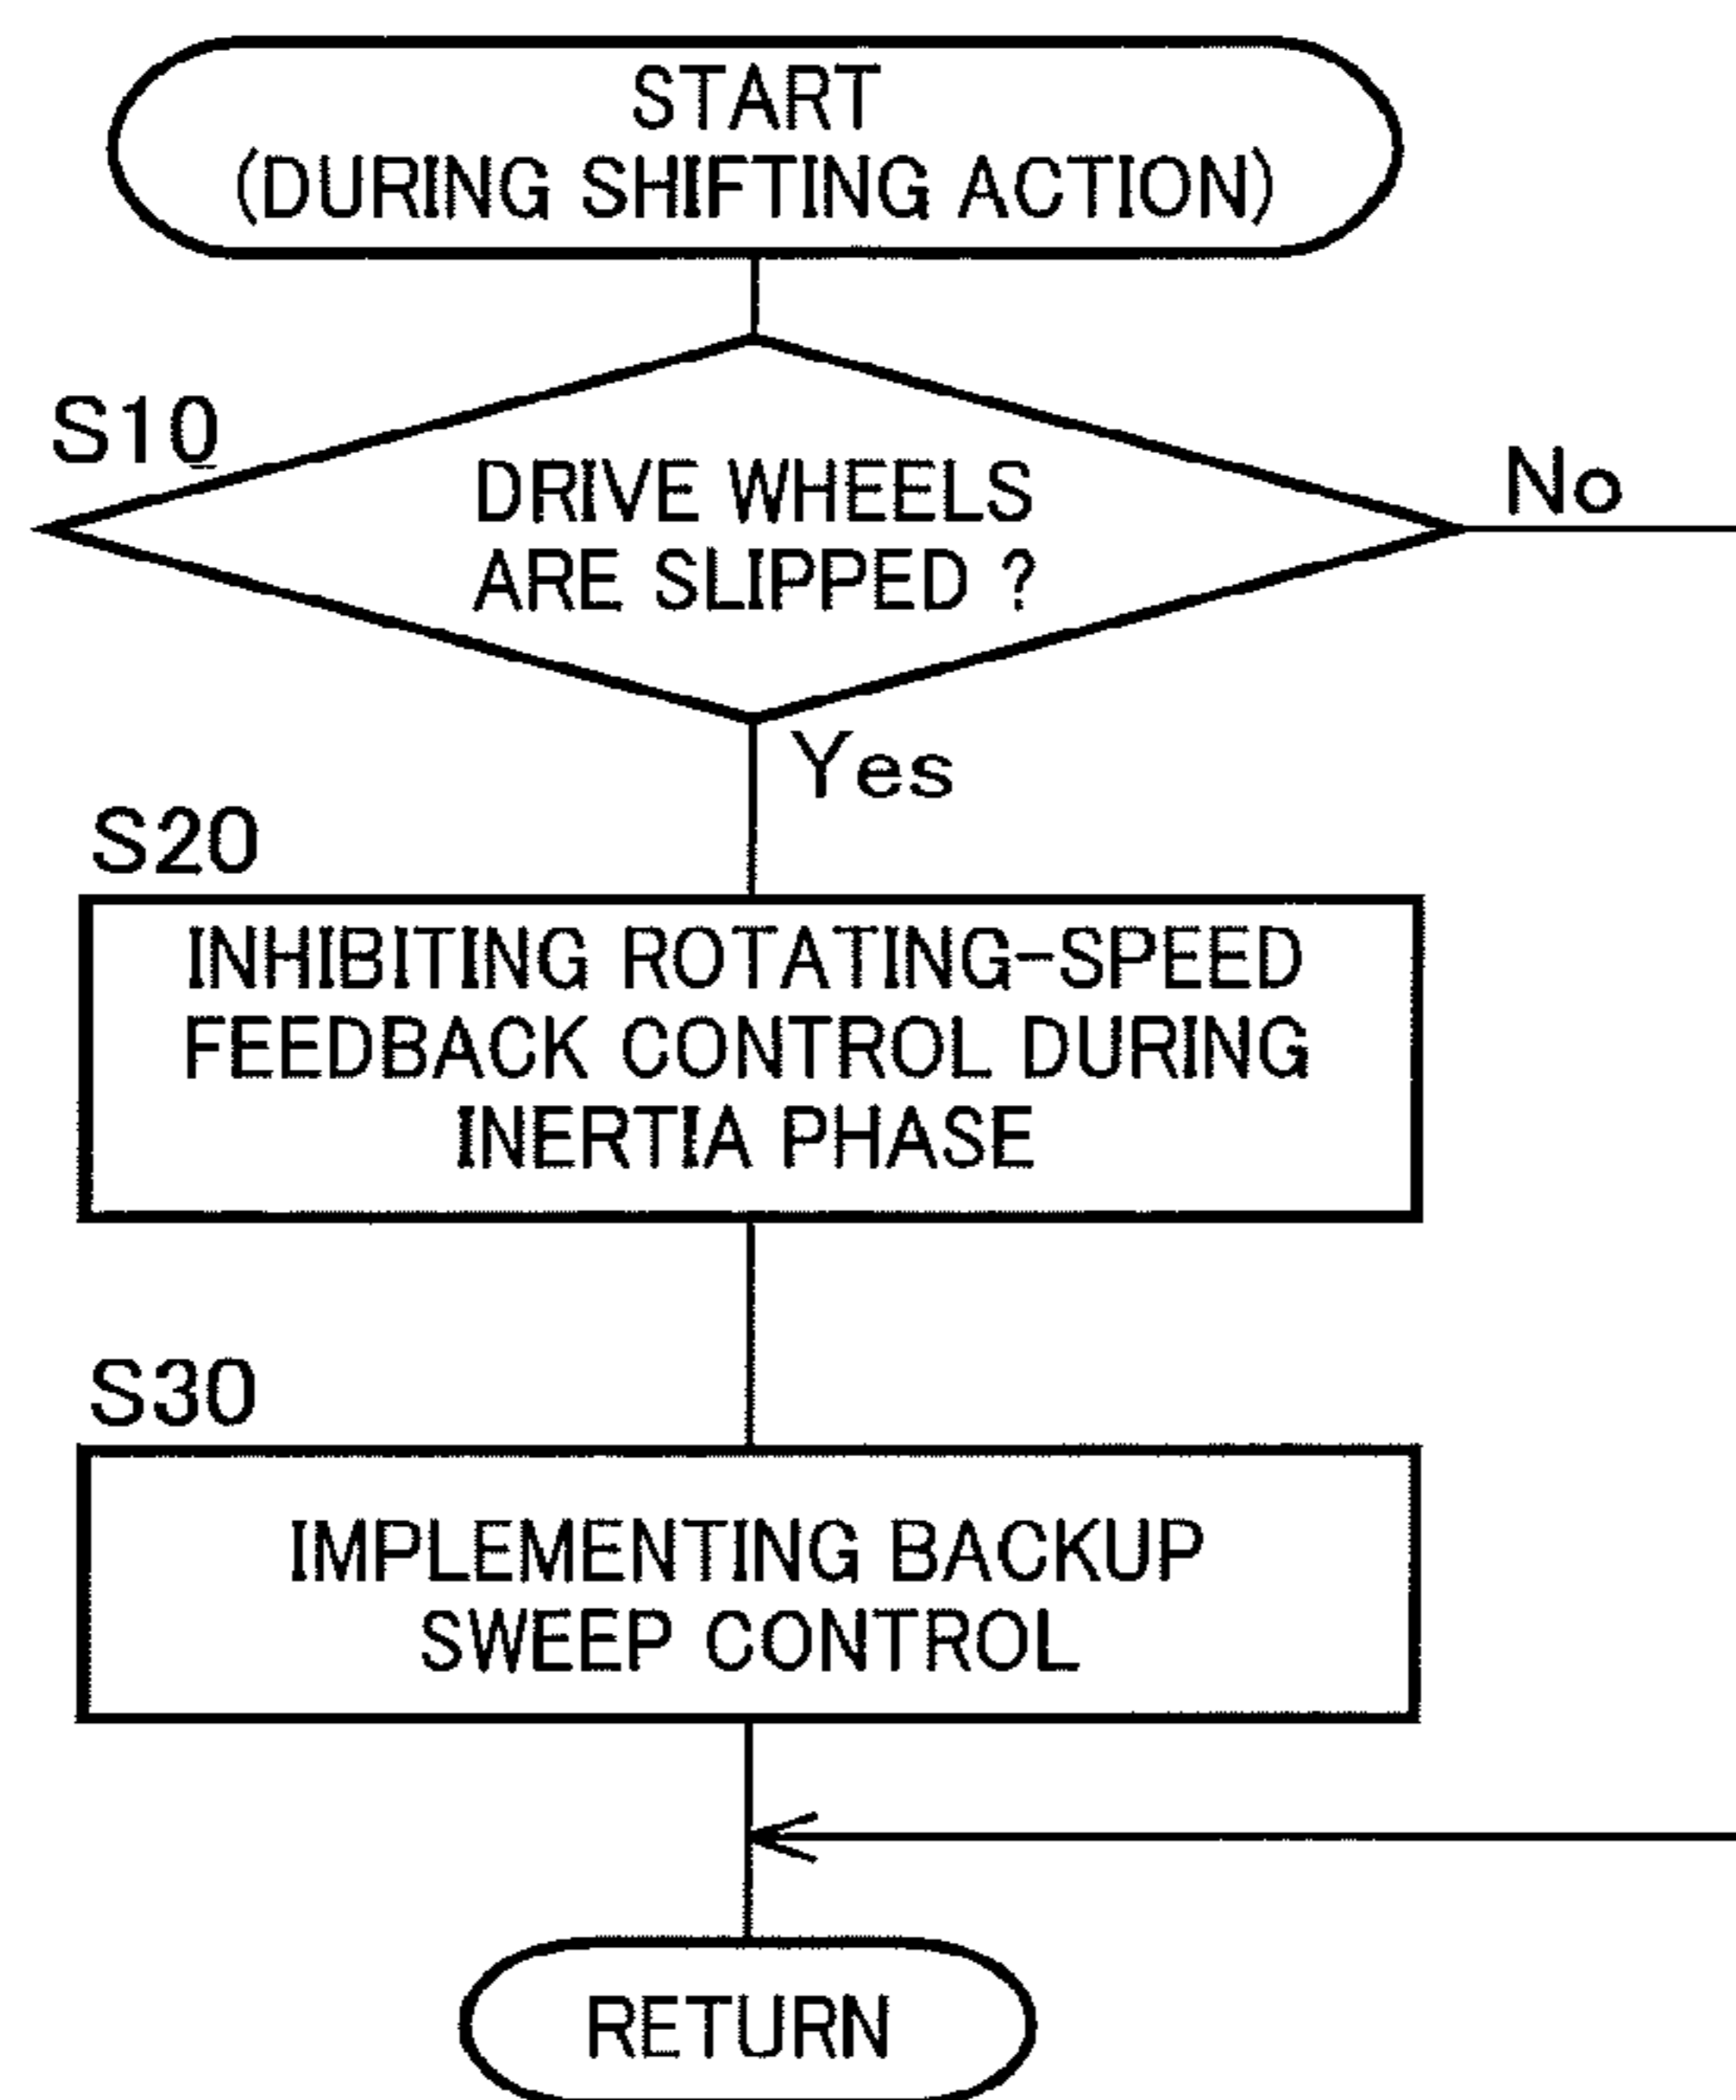 START
(DURING SHIFTING ACTION)
S10
DRIVE WHEELS
ARE SLIPPED ?
No
Yes
S20
INHIBITING ROTATING-SPEED
FEEDBACK CONTROL DURING
INERTIA PHASE
S30
IMPLEMENTING BACKUP
SWEEP CONTROL
RETURN